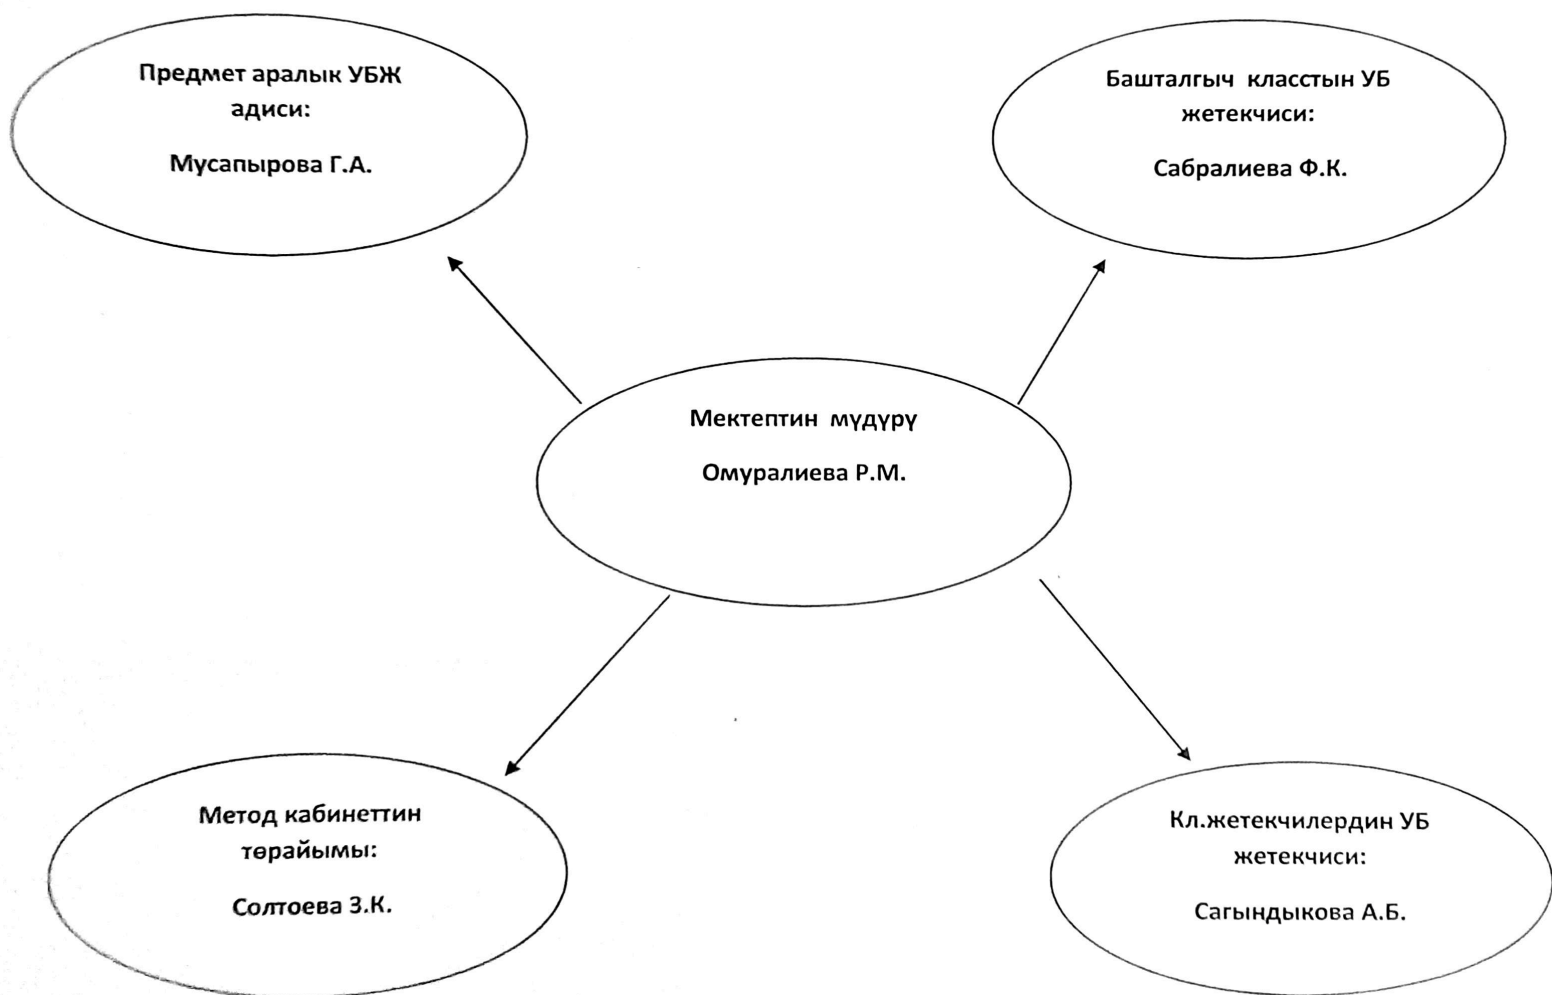 Предмет аралык УБЖ
адиси:
Мусапырова Г.А.
Башталгыч класстын УБ
жетекчиси:
Сабралиева Ф.К.
Мектептин мүдүрү
Омуралиева Р.М.
Метод кабинеттин
төрайымы:
Солтоева З.К.
Кл.жетекчилердин УБ
жетекчиси:
Сагындыкова А.Б.